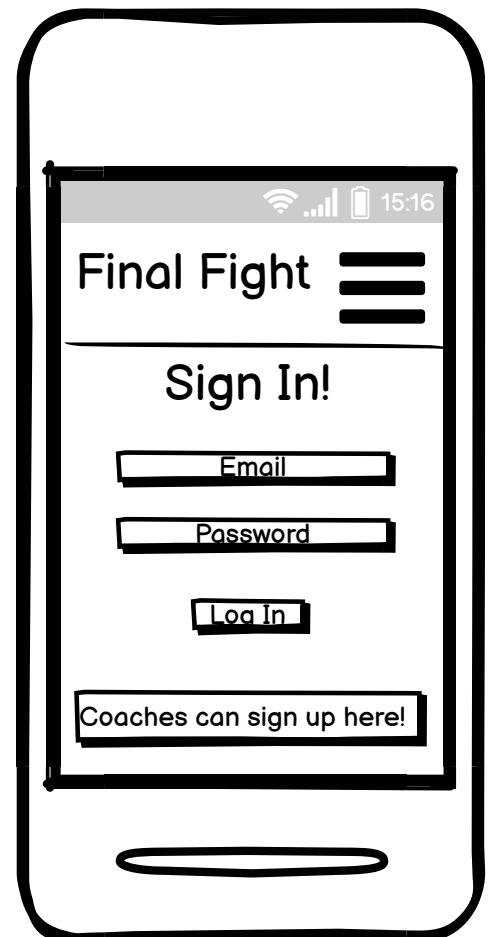 15:16
Final Fight
Sign In!
Email
Password
Log In
Coaches can sign up here!